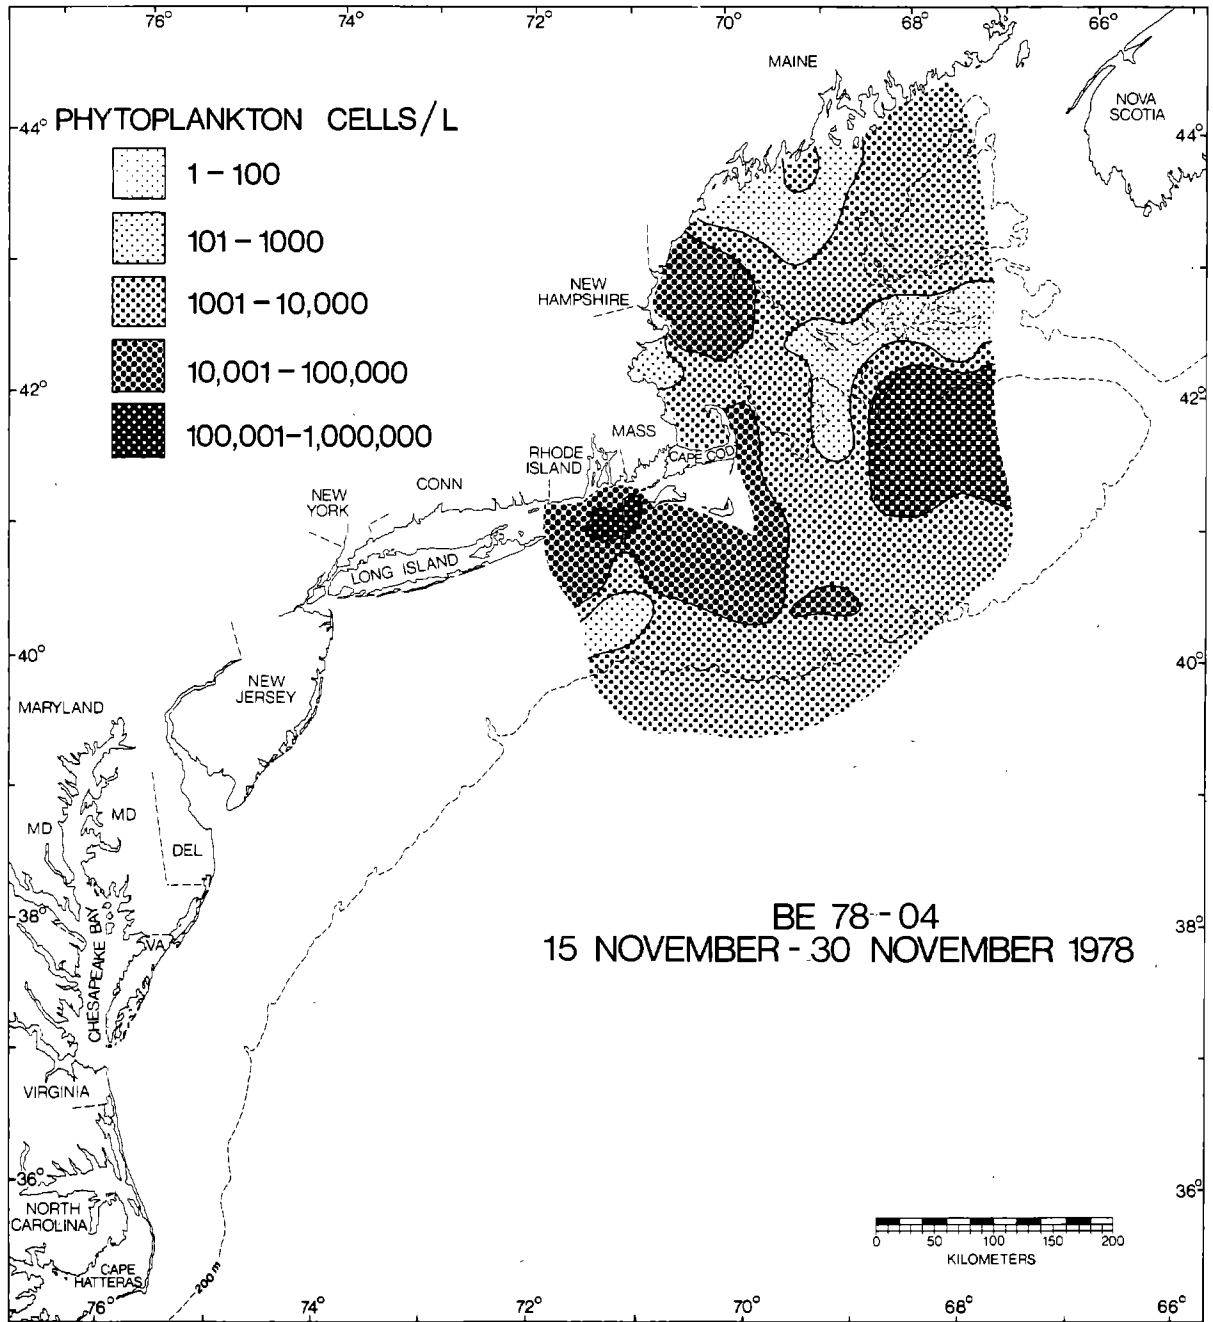 76° 74° 72° 70° 68° 66°
MAINE
NOVA
SCOTIA
44° PHYTOPLANKTON CELLS/L 44°
1-100
101-1000
1001-10,000
10,001-100,000
100,001-1,000,000
NEW
HAMPSHIRE
42° 42°
MASS
RHODE
ISLAND
CAPE COD
CONN
NEW
YORK
LONG ISLAND
40° 40°
NEW
JERSEY
MARYLAND
MD
MD
DEL
38° 38°
VA
CHESAPEAKE BAY
BE 78-04
15 NOVEMBER - 30 NOVEMBER 1978
VIRGINIA
36° 36°
NORTH
CAROLINA
CAPE
HATTERAS
200 m
0 50 100 150 200
KILOMETERS
76° 74° 72° 70° 68° 66°